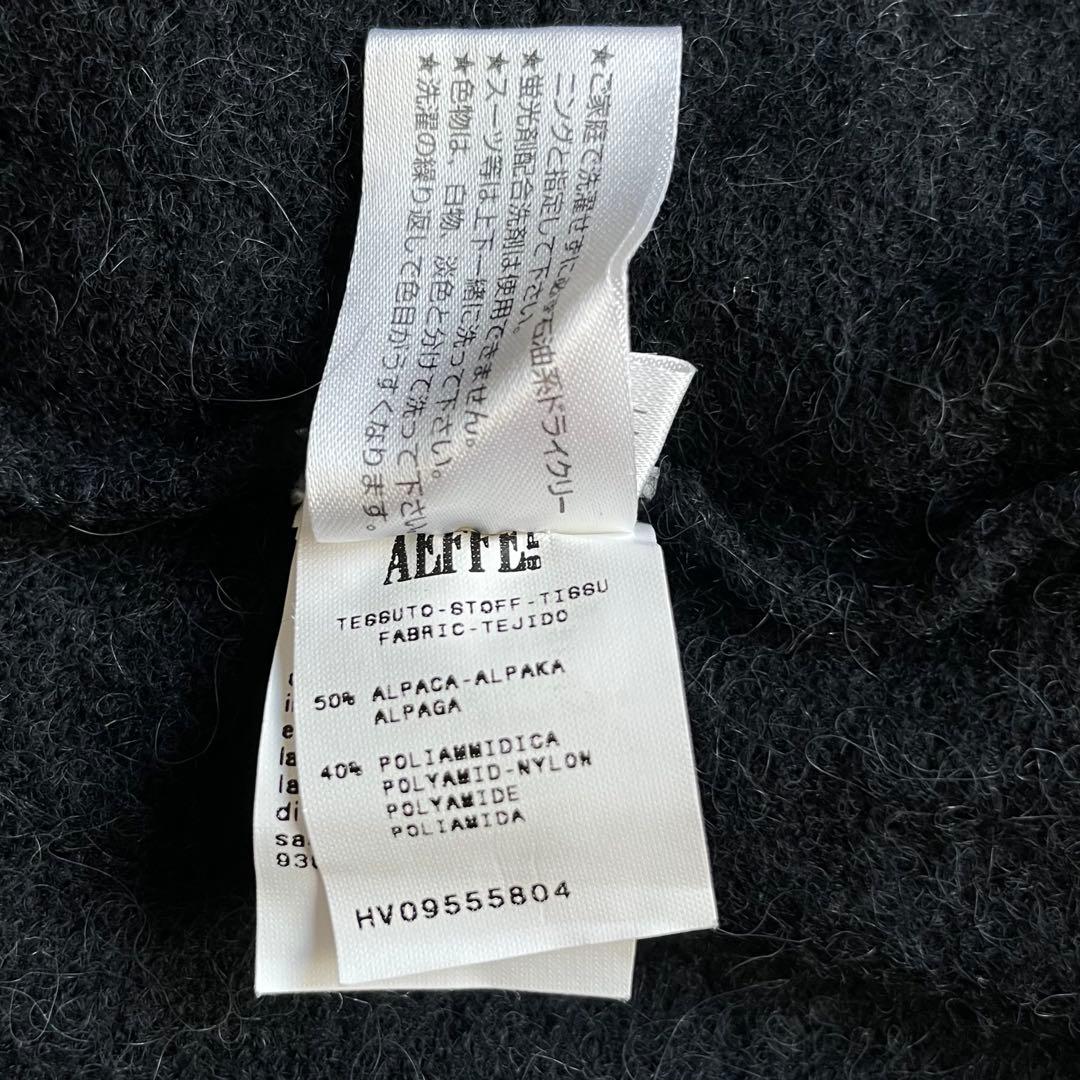 ★ご家庭で洗濯せずに必ず石油系ドライクリー
ニングと指定して下さい。
★蛍光剤配合洗剤は使用できません。
★スーツ等は上下一緒に洗って下さい。
★色物は、白物、淡色と分けて洗って下さい
★洗濯の繰り返しで色目がうすくなります。
AEFFE SPA
TESSUTO-STOFF-TISSU
FABRIC-TEJIDO
50% ALPACA-ALPAKA
ALPAGA
40% POLIAMMIDICA
POLYAMID-NYLON
POLYAMIDE
POLIAMIDA
HV09555804
e
la
la
di
sa
930